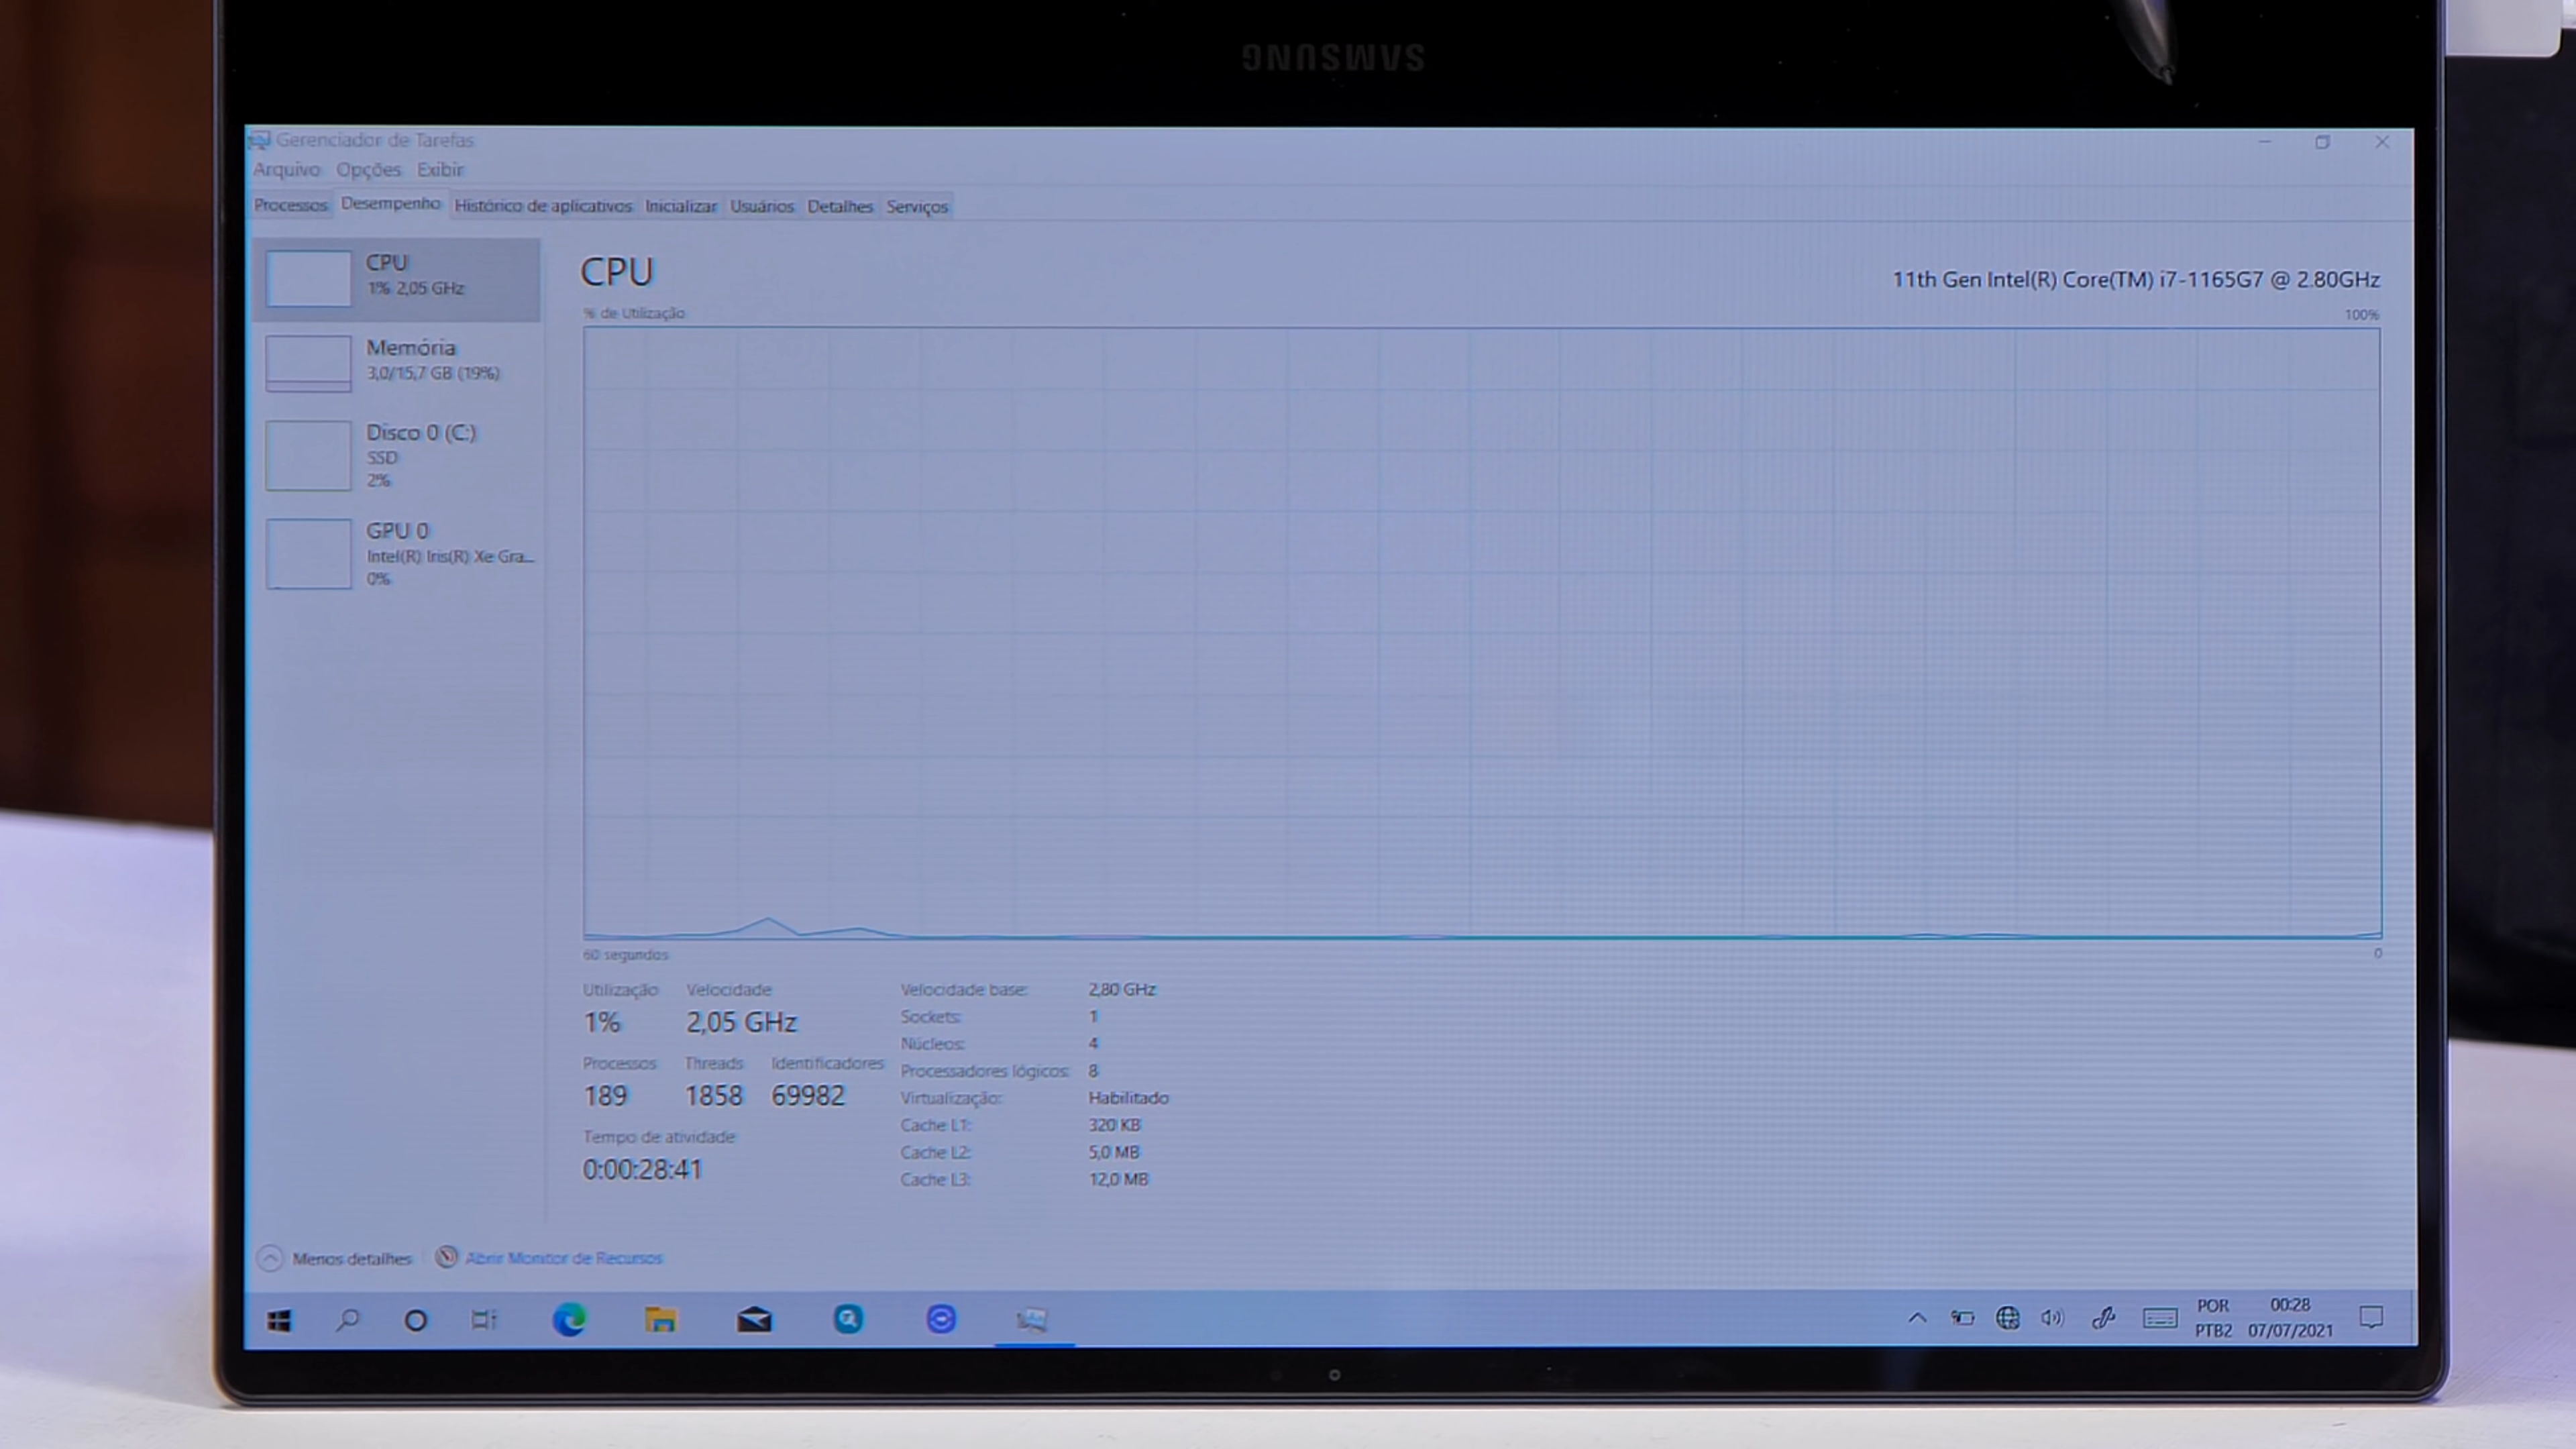 SAMSUNG
Gerenciador de Tarefas
Arquivo Opções Exibir
Processos Desempenho Histórico de aplicativos Inicializar Usuários Detalhes Serviços
CPU
1% 2,05 GHz
Memória
3,0/15,7 GB (19%)
Disco 0 (C:)
SSD
2%
GPU 0
Intel(R) Iris(R) Xe Gra...
0%
CPU
11th Gen Intel(R) Core(TM) i7-1165G7 @ 2.80GHz
% de Utilização
100%
60 segundos
0
Utilização Velocidade
1% 2,05 GHz
Processos Threads Identificadores
189 1858 69982
Tempo de atividade
0:00:28:41
Velocidade base: 2,80 GHz
Sockets: 1
Núcleos: 4
Processadores lógicos: 8
Virtualização: Habilitado
Cache L1: 320 KB
Cache L2: 5,0 MB
Cache L3: 12,0 MB
Menos detalhes Abrir Monitor de Recursos
POR
PTB2
00:28
07/07/2021